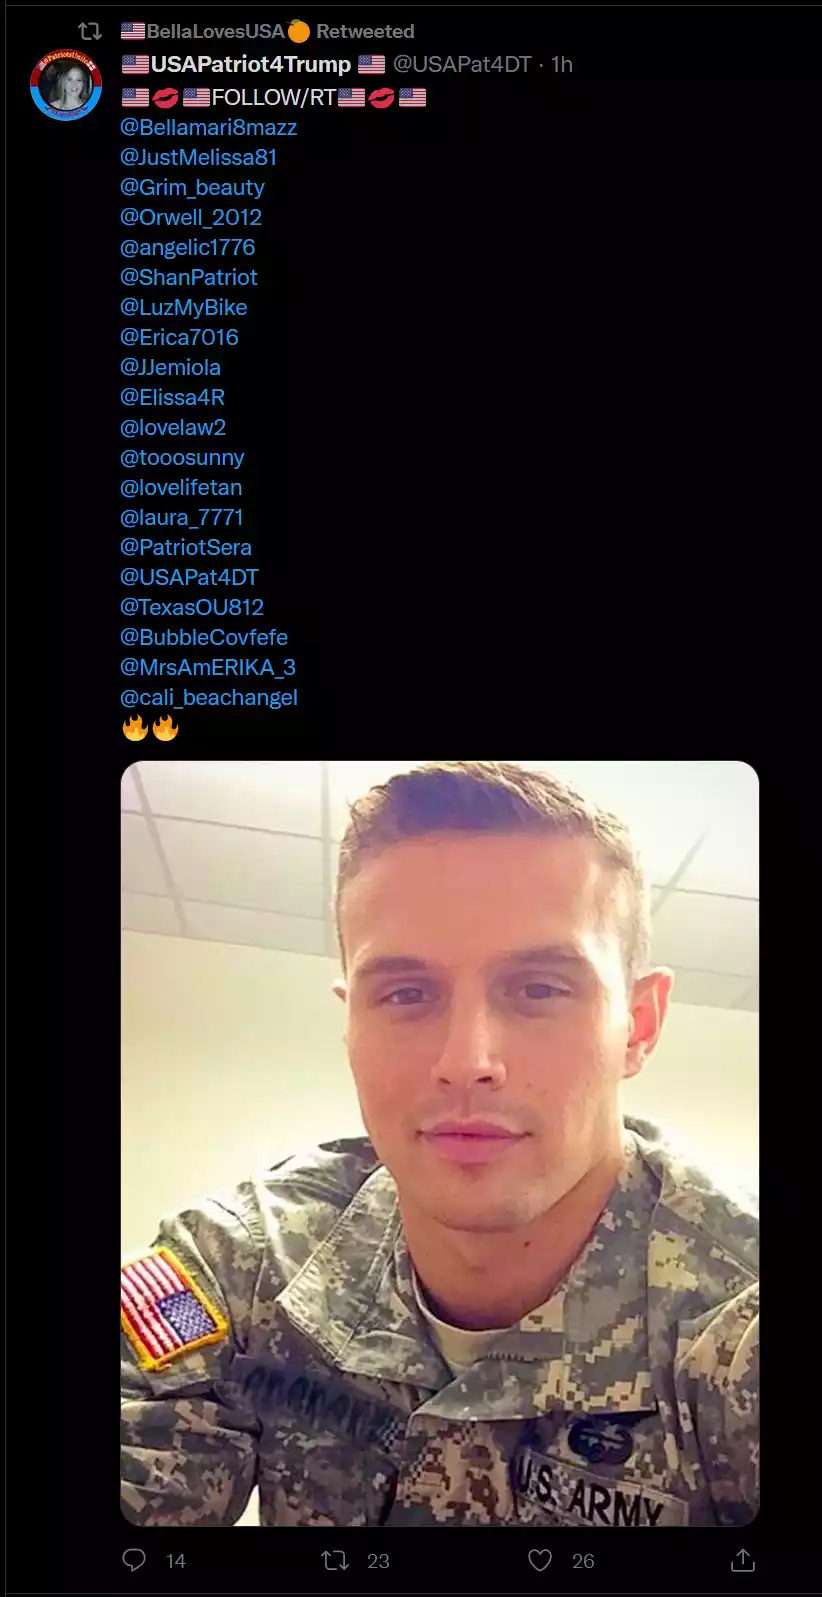 🇺🇸BellaLovesUSA🍊 Retweeted
🇺🇸USAPatriot4Trump 🇺🇸 @USAPat4DT · 1h
🇺🇸💋🇺🇸FOLLOW/RT🇺🇸💋🇺🇸
@Bellamari8mazz
@JustMelissa81
@Grim_beauty
@Orwell_2012
@angelic1776
@ShanPatriot
@LuzMyBike
@Erica7016
@JJemiola
@Elissa4R
@lovelaw2
@tooosunny
@lovelifetan
@laura_7771
@PatriotSera
@USAPat4DT
@TexasOU812
@BubbleCovfefe
@MrsAmERIKA_3
@cali_beachangel
🔥🔥
U.S. ARMY
14 23 26